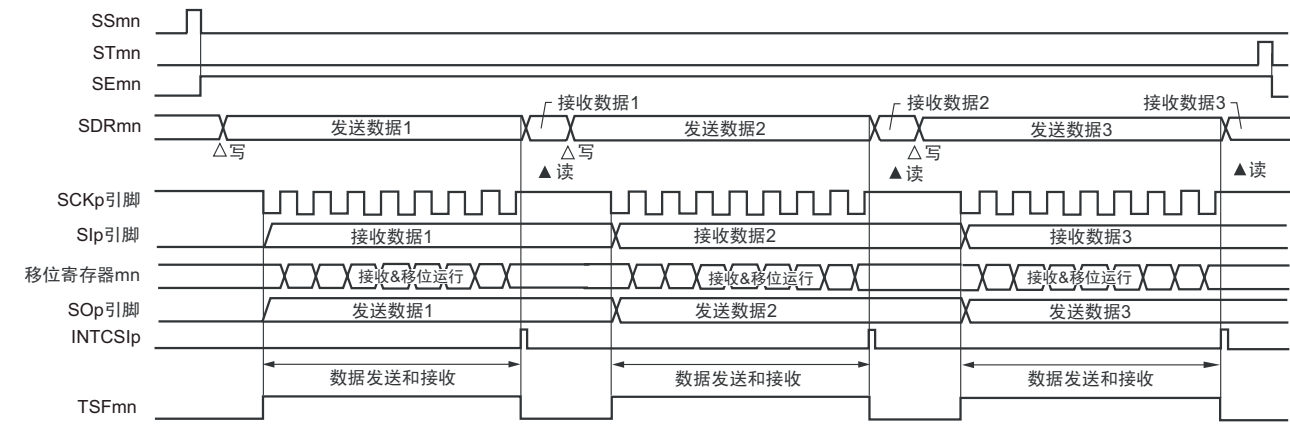 SSmn
STmn
SEmn
接收数据1
接收数据2
接收数据3
SDRmn
发送数据1
发送数据2
发送数据3
△写
△写
△写
▲读
▲读
▲读
SCKp引脚
SIp引脚
接收数据1
接收数据2
接收数据3
移位寄存器mn
接收&移位运行
接收&移位运行
接收&移位运行
SOp引脚
发送数据1
发送数据2
发送数据3
INTCSIp
数据发送和接收
数据发送和接收
数据发送和接收
TSFmn